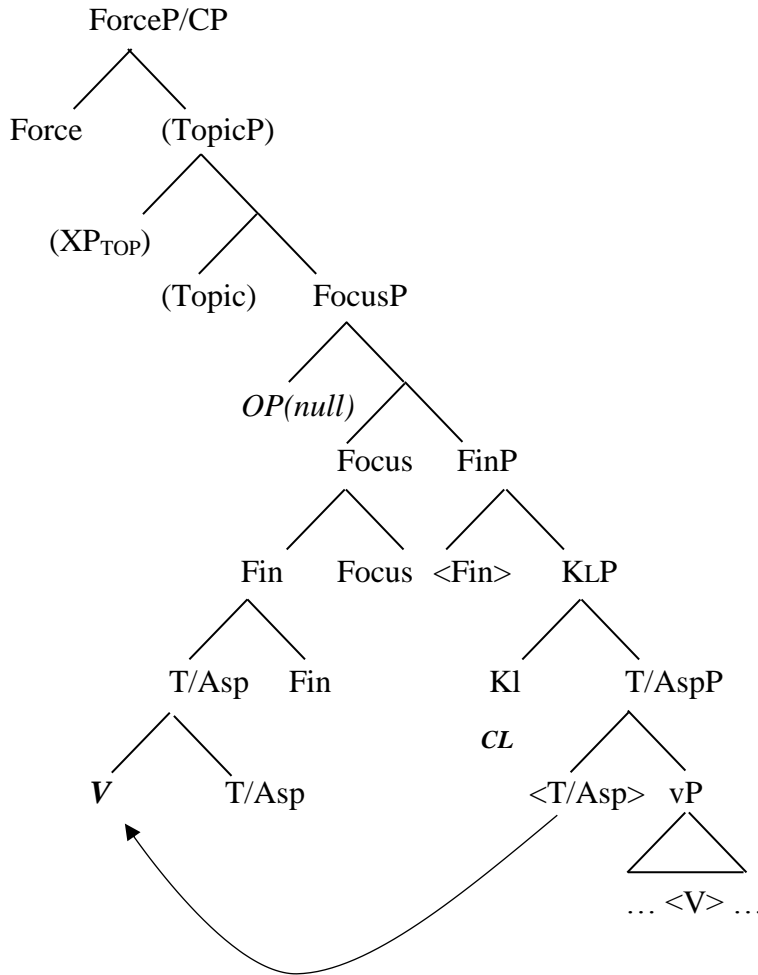 ForceP/CP
Force (TopicP)
(XPTOP)
(Topic) FocusP
OP(null)
Focus FinP
Fin Focus <Fin> KLP
T/Asp Fin Kl T/AspP
CL
V T/Asp <T/Asp> vP
… <V> …